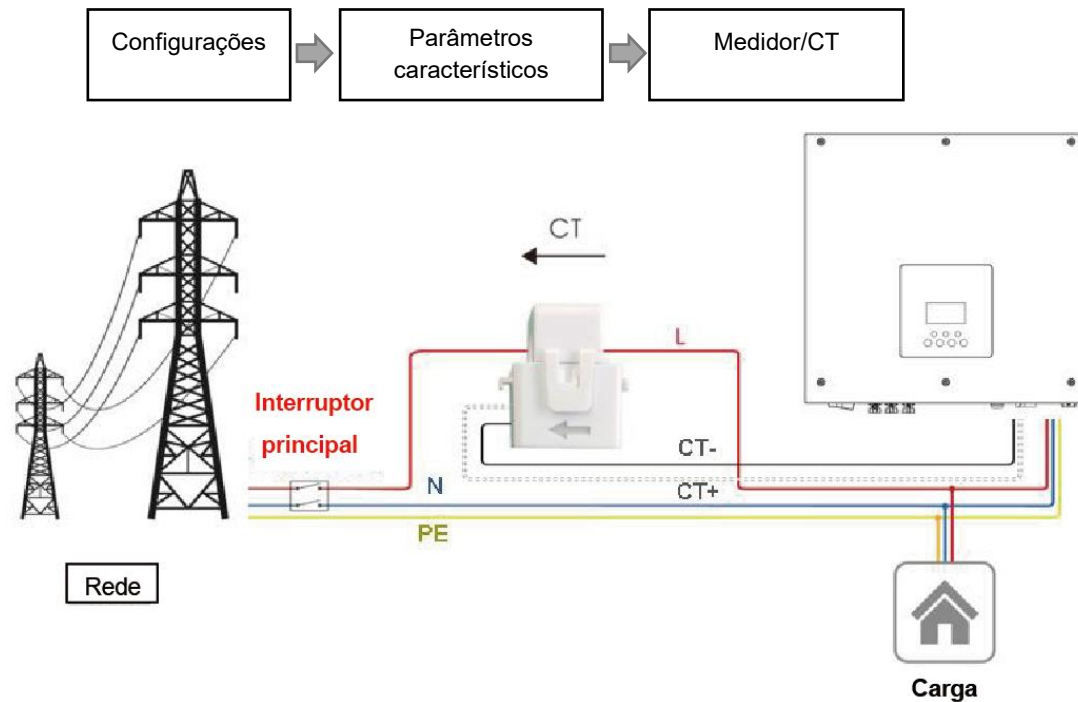 Configurações
Parâmetros
característicos
Medidor/CT
CT
L
Interruptor
principal
CT-
N
CT+
PE
Rede
Carga